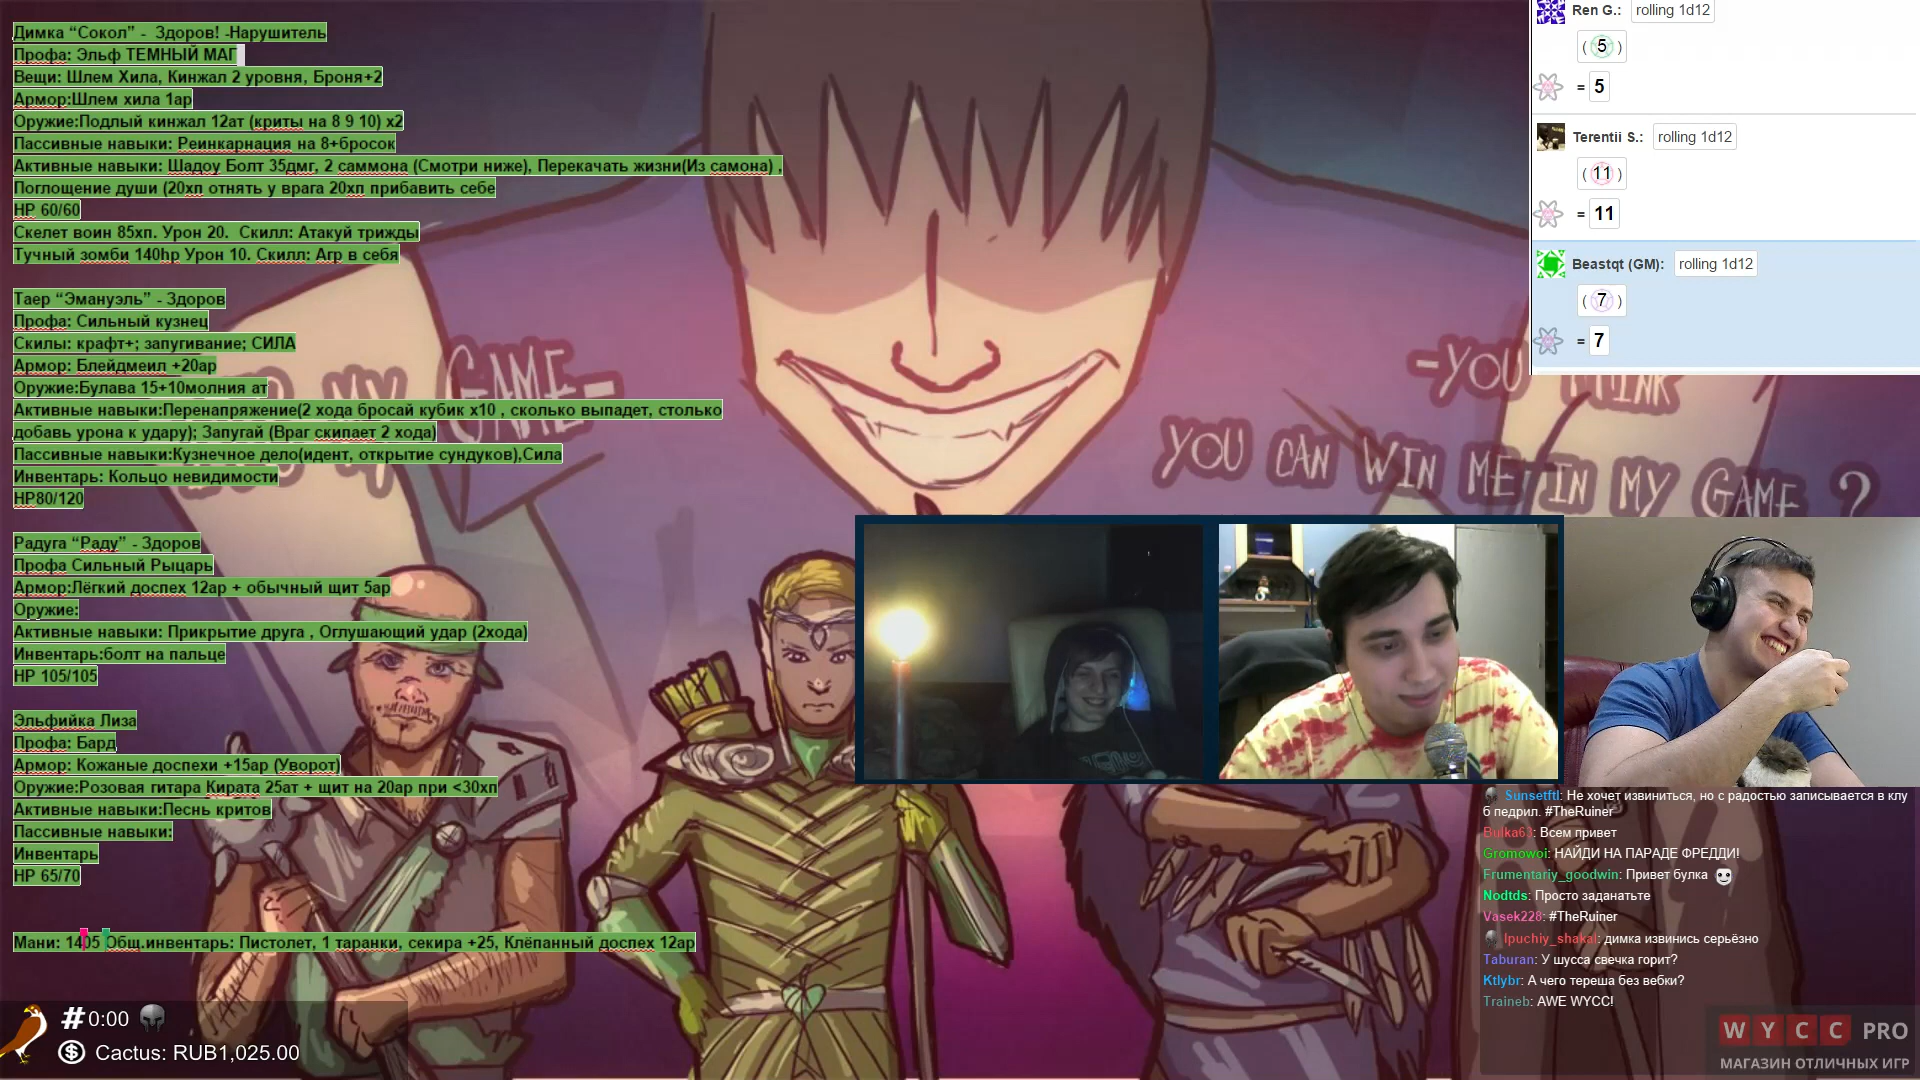 Димка “Сокол” -  Здоров! -Нарушитель
Профа: Эльф ТЕМНЫЙ МАГ
Вещи: Шлем Хила, Кинжал 2 уровня, Броня+2
Армор:Шлем хила 1ар
Оружие:Подлый кинжал 12ат (криты на 8 9 10) х2
Пассивные навыки: Реинкарнация на 8+бросок
Активные навыки: Шадоу Болт 35дмг, 2 саммона (Смотри ниже), Перекачать жизни(Из самона) ,
Поглощение души (20хп отнять у врага 20хп прибавить себе
HP 60/60
Скелет воин 85хп. Урон 20.  Скилл: Атакуй трижды
Тучный зомби 140hp Урон 10. Скилл: Агр в себя
Таер “Эмануэль” - Здоров
Профа: Сильный кузнец
Скилы: крафт+; запугивание; СИЛА
Армор: Блейдмеил +20ар
Оружие:Булава 15+10молния ат
Активные навыки:Перенапряжение(2 хода бросай кубик х10 , сколько выпадет, столько
добавь урона к удару); Запугай (Враг скипает 2 хода)
Пассивные навыки:Кузнечное дело(идент, открытие сундуков),Сила
Инвентарь: Кольцо невидимости
HP80/120
Радуга “Раду” - Здоров
Профа Сильный Рыцарь
Армор:Лёгкий доспех 12ар + обычный щит 5ар
Оружие:
Активные навыки: Прикрытие друга , Оглушающий удар (2хода)
Инвентарь:болт на пальце
HP 105/105
Эльфийка Лиза
Профа: Бард
Армор: Кожаные доспехи +15ар (Уворот)
Оружие:Розовая гитара Кирата 25ат + щит на 20ар при <30хп
Активные навыки:Песнь критов
Пассивные навыки:
Инвентарь
HP 65/70
Мани: 1405 Общ.инвентарь: Пистолет, 1 таранки, секира +25, Клёпанный доспех 12ар
#0:00
Cactus: RUB1,025.00
MY GAME-
-YOU THINK
YOU CAN WIN ME IN MY GAME ?
Ren G.: rolling 1d12
(5)
= 5
Terentii S.: rolling 1d12
(11)
= 11
Beastqt (GM): rolling 1d12
(7)
= 7
Sunsetftl: Не хочет извиниться, но с радостью записывается в клу
б педрил. #TheRuiner
Bulka63: Всем привет
Gromowoi: НАЙДИ НА ПАРАДЕ ФРЕДДИ!
Frumentariy_goodwin: Привет булка
Nodtds: Просто заданатьте
Vasek228: #TheRuiner
Ipuchiy_shakal: димка извинись серьёзно
Taburan: У шусса свечка горит?
Ktlybr: А чего тереша без вебки?
Traineb: AWE WYCC!
WYCC PRO
МАГАЗИН ОТЛИЧНЫХ ИГР